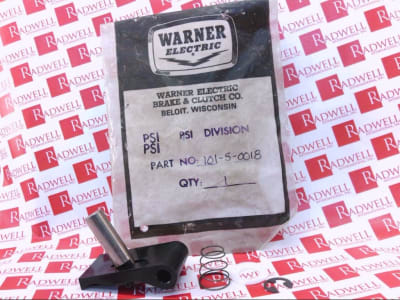 WARNER
ELECTRIC
WARNER ELECTRIC
BRAKE & CLUTCH CO.
BELOIT, WISCONSIN
PSI PSI DIVISION
PSI
PART NO: 101-5-0018
QTY: 1
RADWELL